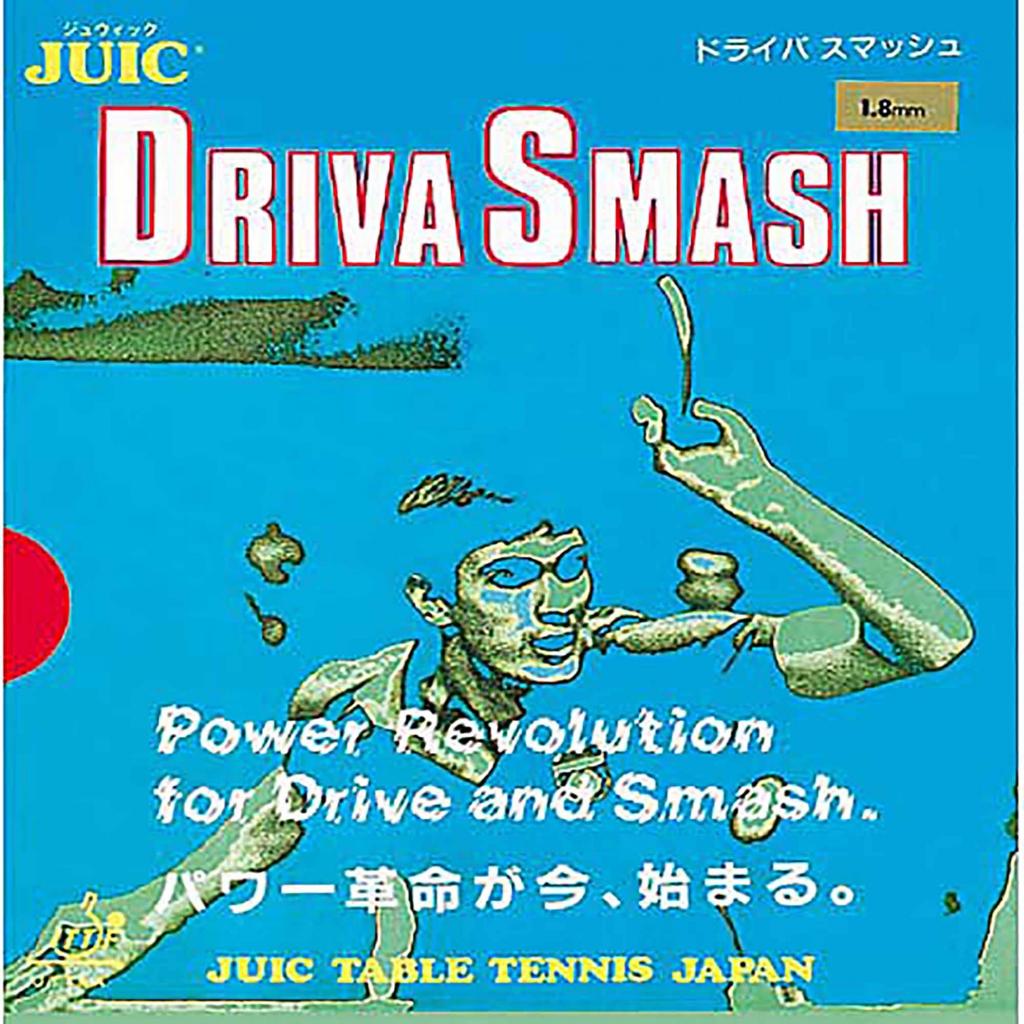 ジュウィック
JUIC
ドライバ スマッシュ
1.8mm
DRIVA SMASH
Power Revolution
for Drive and Smash.
パワー革命が今、始まる。
ITTF
JUIC TABLE TENNIS JAPAN